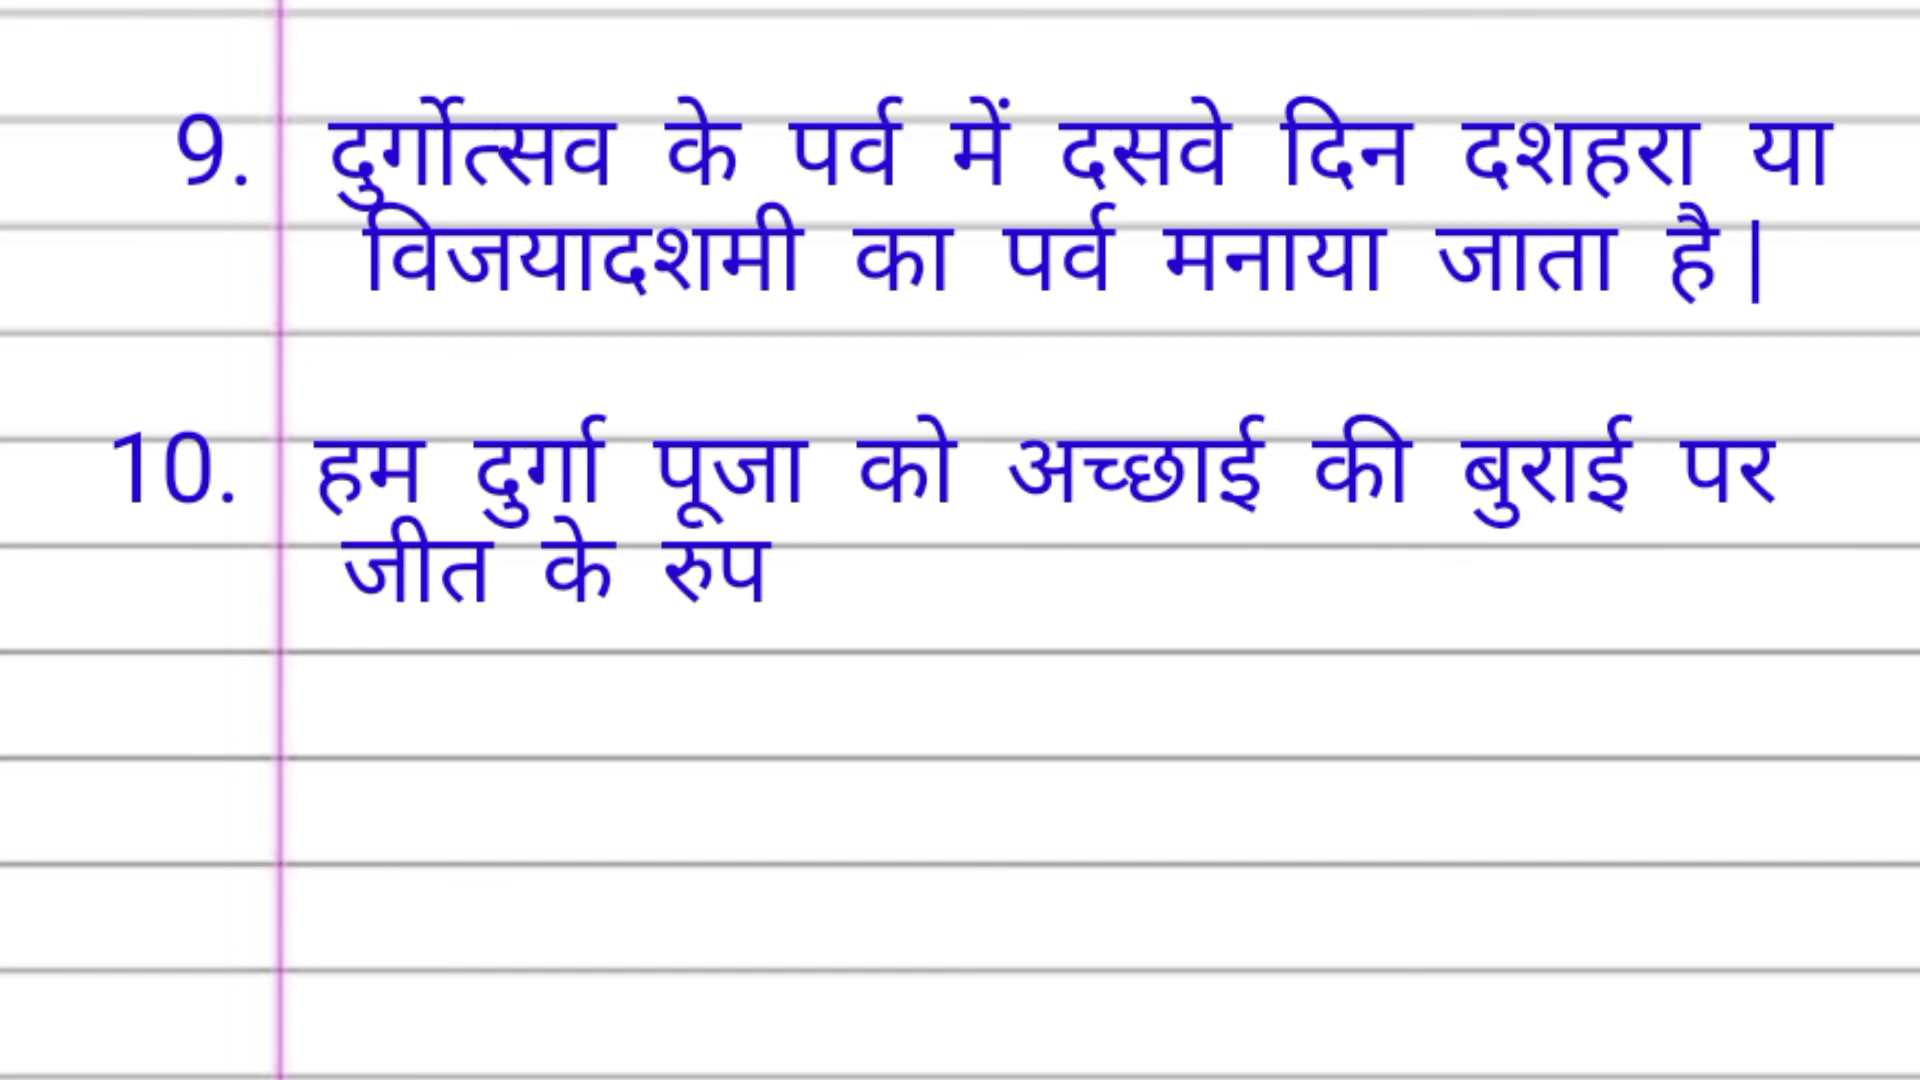 9. दुर्गोत्सव के पर्व में दसवे दिन दशहरा या
विजयादशमी का पर्व मनाया जाता है|
10. हम दुर्गा पूजा को अच्छाई की बुराई पर
जीत के रुप